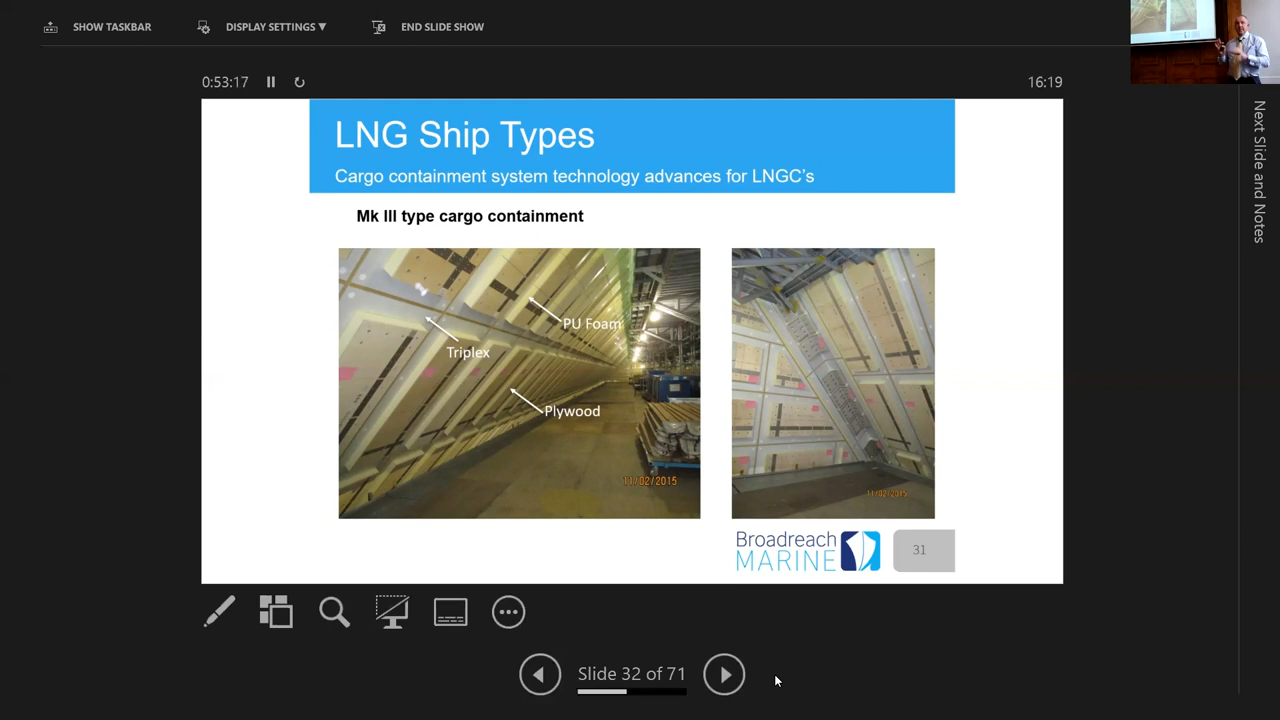 SHOW TASKBAR
DISPLAY SETTINGS ▼
END SLIDE SHOW
0:53:17
16:19
LNG Ship Types
Cargo containment system technology advances for LNGC's
Mk III type cargo containment
PU Foam
Triplex
Plywood
11/02/2015
11/02/2015
Broadreach
MARINE
31
Slide 32 of 71
Next Slide and Notes